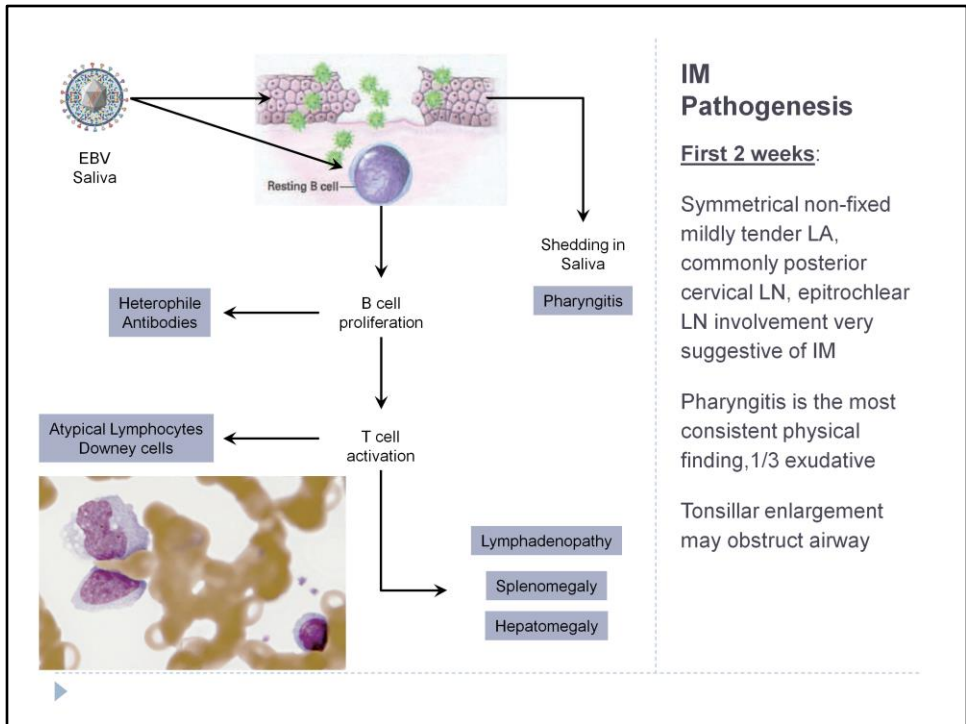 EBV
Saliva
Resting B cell
Shedding in
Saliva
Pharyngitis
Heterophile
Antibodies
B cell
proliferation
Atypical Lymphocytes
Downey cells
T cell
activation
Lymphadenopathy
Splenomegaly
Hepatomegaly
IM
Pathogenesis
First 2 weeks:
Symmetrical non-fixed
mildly tender LA,
commonly posterior
cervical LN, epitrochlear
LN involvement very
suggestive of IM
Pharyngitis is the most
consistent physical
finding,1/3 exudative
Tonsillar enlargement
may obstruct airway